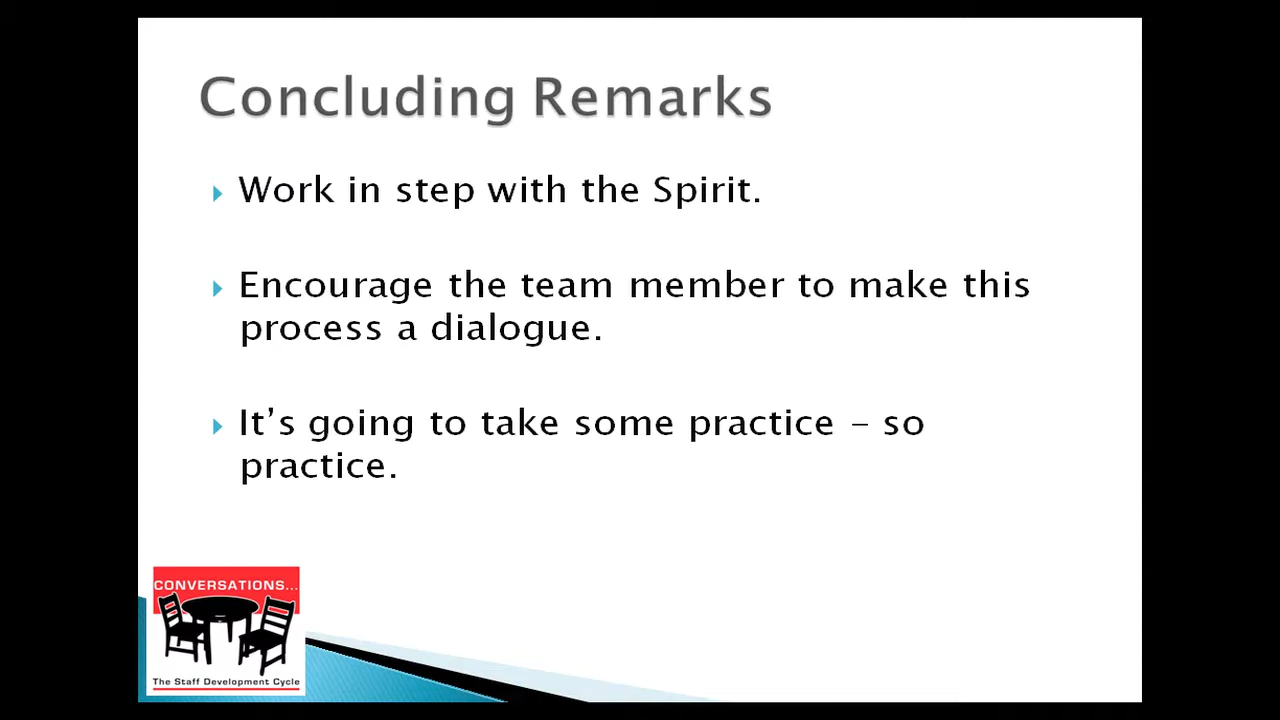 Concluding Remarks
Work in step with the Spirit.
Encourage the team member to make this
process a dialogue.
It’s going to take some practice – so
practice.
CONVERSATIONS...
The Staff Development Cycle